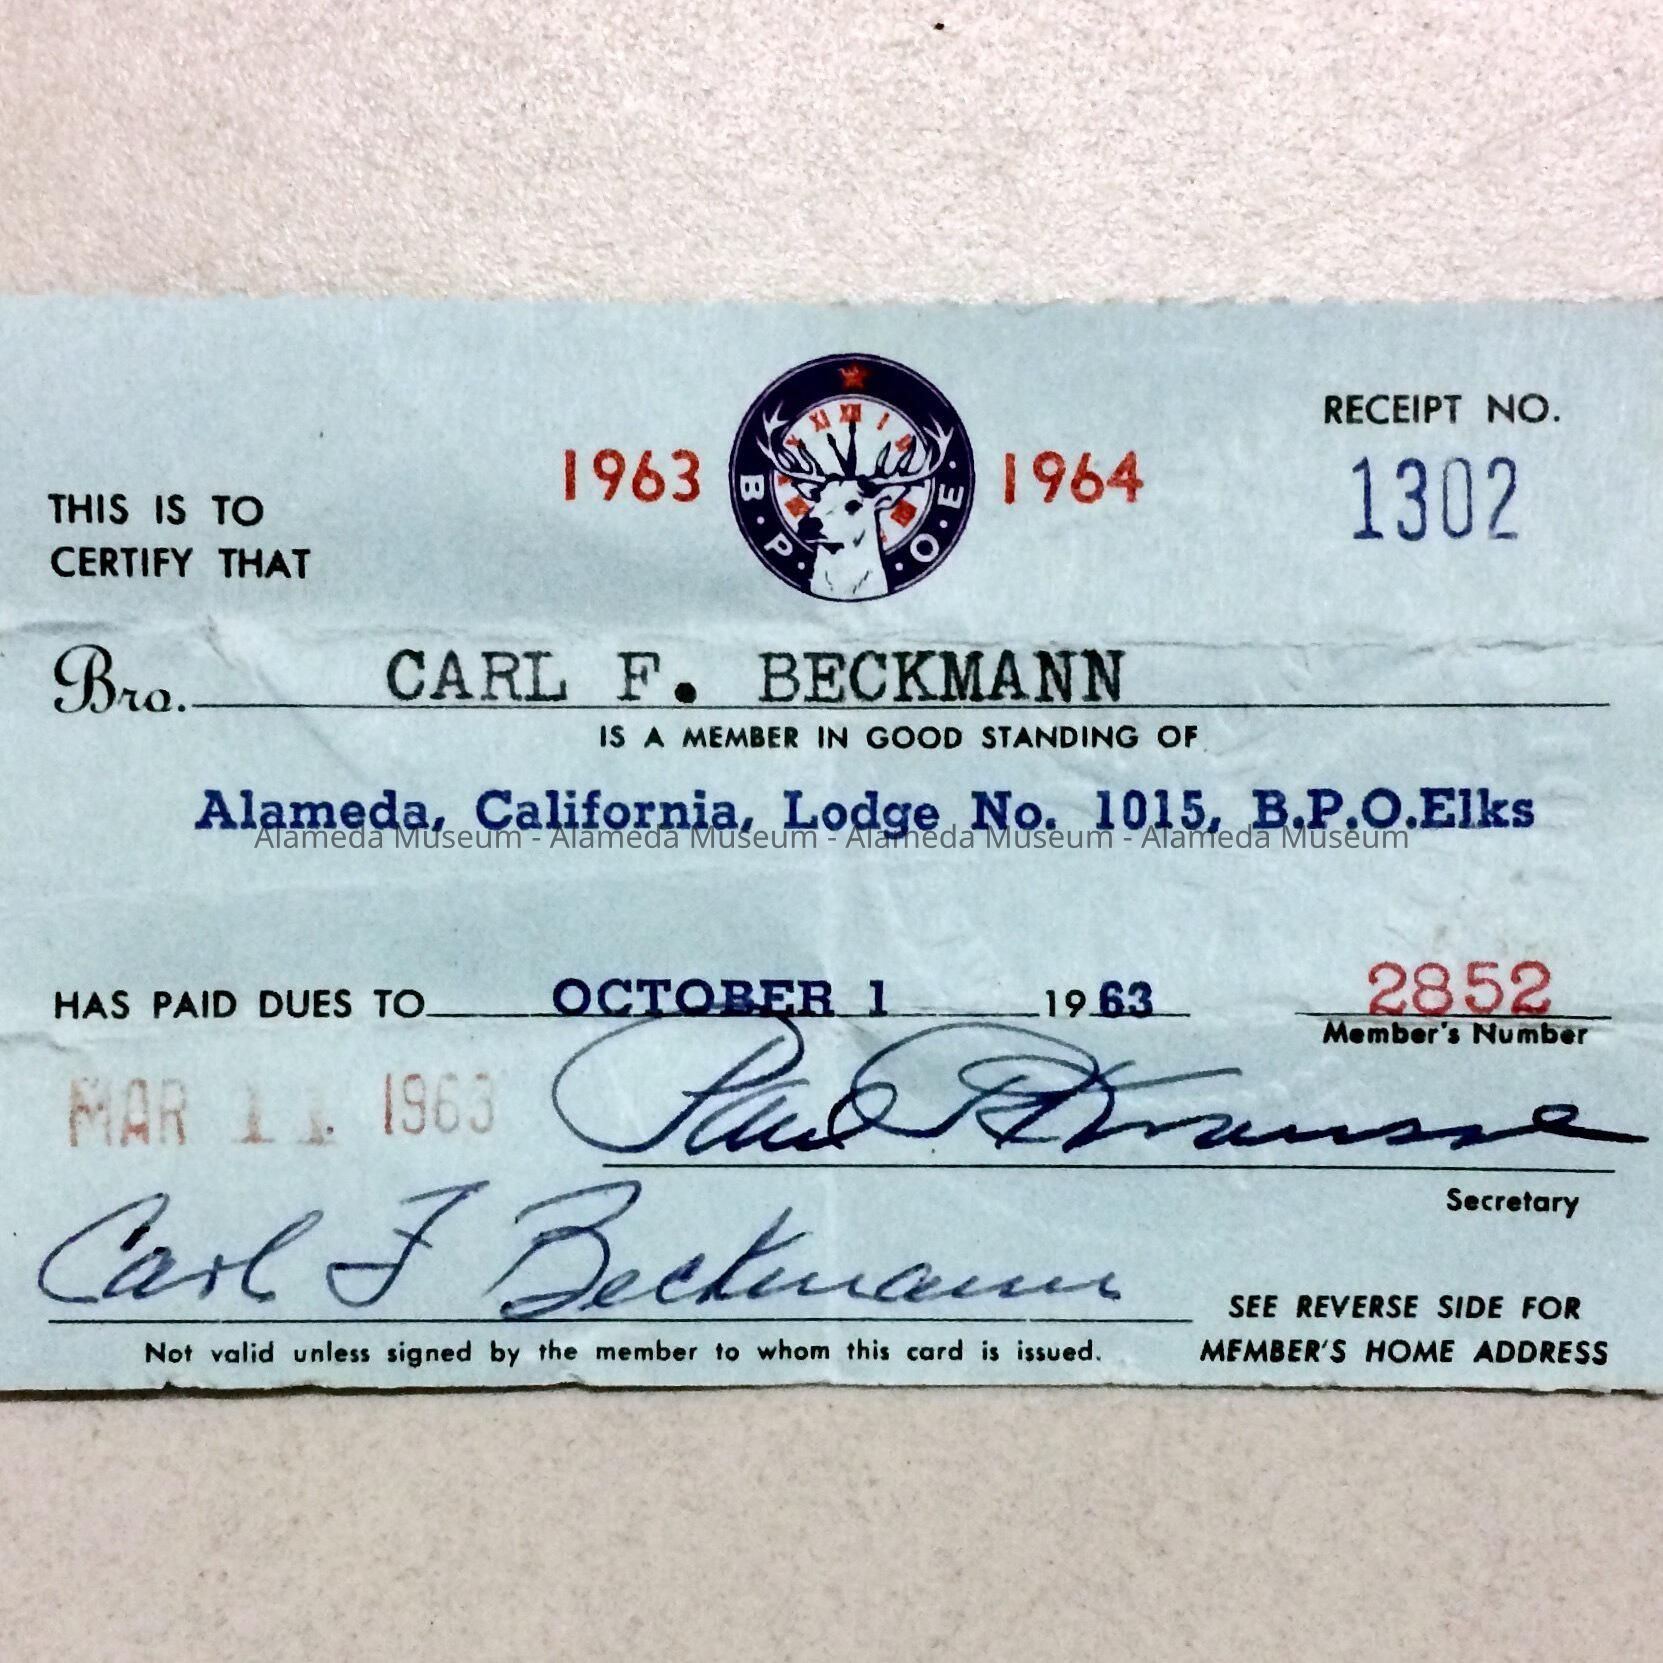 1963 B.P.O.E. 1964
RECEIPT NO.
1302
THIS IS TO
CERTIFY THAT
Bro. CARL F. BECKMANN
IS A MEMBER IN GOOD STANDING OF
Alameda, California, Lodge No. 1015, B.P.O.Elks
Alameda Museum - Alameda Museum - Alameda Museum - Alameda Museum
HAS PAID DUES TO OCTOBER 1 1963
2852
Member's Number
MAR 11 1963
Paul
Secretary
Carl F Beckmann
Not valid unless signed by the member to whom this card is issued.
SEE REVERSE SIDE FOR
MEMBER'S HOME ADDRESS